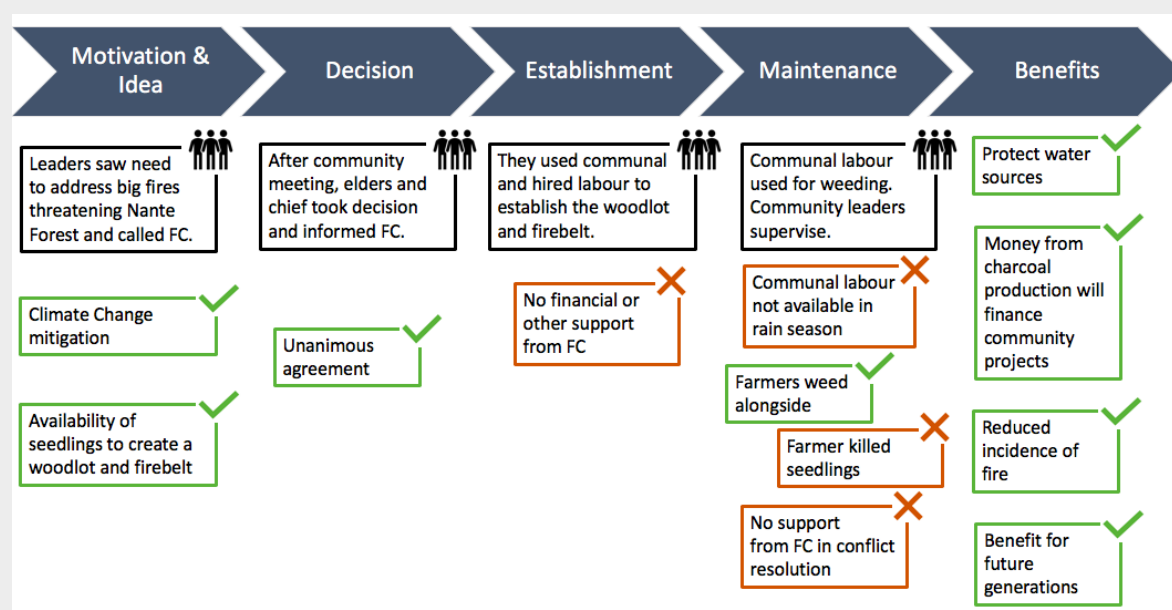 Motivation &
Idea
Decision
Establishment
Maintenance
Benefits
Leaders saw need
to address big fires
threatening Nante
Forest and called FC.
Climate Change
mitigation
Availability of
seedlings to create a
woodlot and firebelt
After community
meeting, elders and
chief took decision
and informed FC.
Unanimous
agreement
They used communal
and hired labour to
establish the woodlot
and firebelt.
No financial or
other support
from FC
Communal labour
used for weeding.
Community leaders
supervise.
Communal labour
not available in
rain season
Farmers weed
alongside
Farmer killed
seedlings
No support
from FC in conflict
resolution
Protect water
sources
Money from
charcoal
production will
finance
community
projects
Reduced
incidence of
fire
Benefit for
future
generations